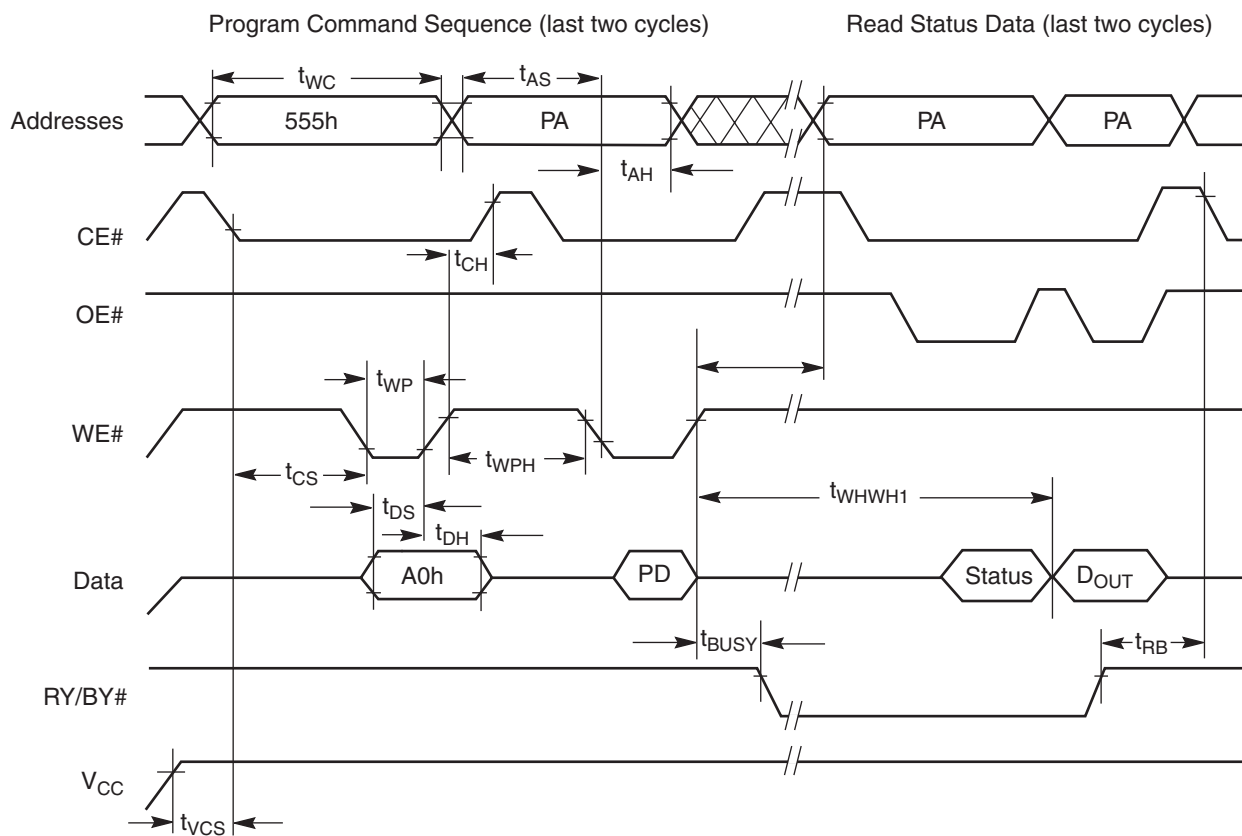 Program Command Sequence (last two cycles)
Read Status Data (last two cycles)
tWC
tAS
Addresses
555h
PA
PA
PA
tAH
CE#
tCH
OE#
tWP
WE#
tCS
tWPH
tWHWH1
tDS
tDH
Data
A0h
PD
Status
DOUT
tBUSY
tRB
RY/BY#
VCC
tVCS